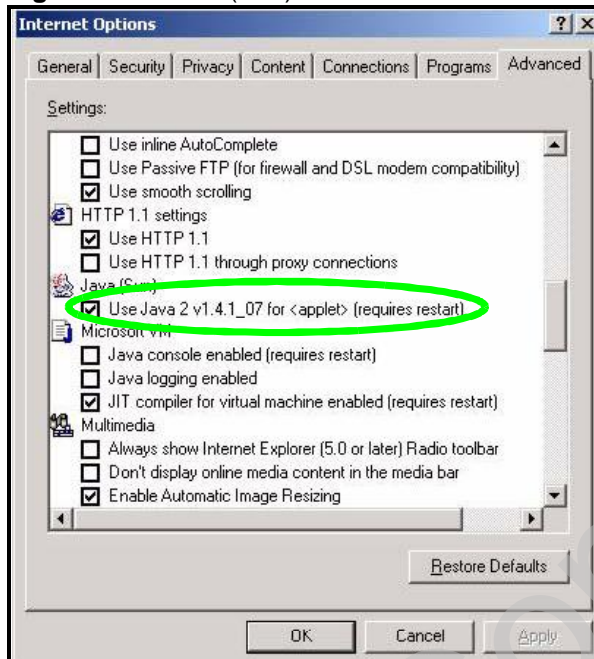 Internet Options
General Security Privacy Content Connections Programs Advanced
Settings:
Use inline AutoComplete
Use Passive FTP (for firewall and DSL modem compatibility)
Use smooth scrolling
HTTP 1.1 settings
Use HTTP 1.1
Use HTTP 1.1 through proxy connections
Java (Sun)
Use Java 2 v1.4.1_07 for <applet> (requires restart)
Microsoft VM
Java console enabled (requires restart)
Java logging enabled
JIT compiler for virtual machine enabled (requires restart)
Multimedia
Always show Internet Explorer (5.0 or later) Radio toolbar
Don't display online media content in the media bar
Enable Automatic Image Resizing
Restore Defaults
OK Cancel Apply